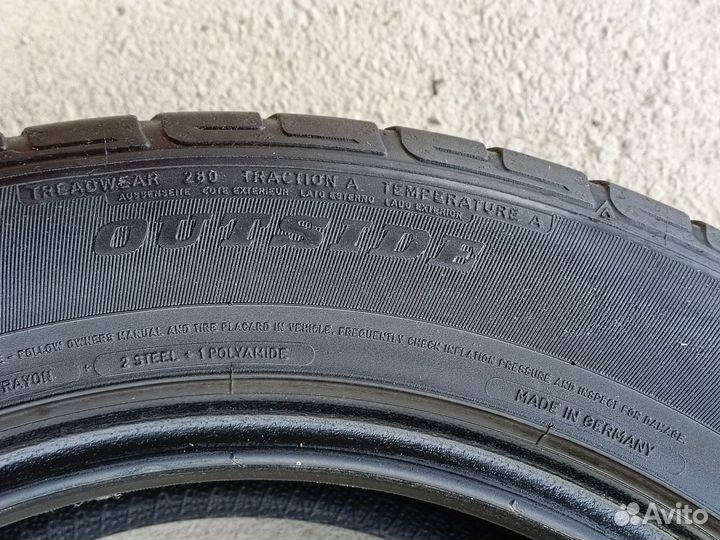 TREADWEAR 280 TRACTION A TEMPERATURE A
AUSSENSEITE COTE EXTERIEUR LATO ESTERNO LADO EXTERIOR
OUTSIDE
E - FOLLOW OWNERS MANUAL AND TIRE PLACARD IN VEHICLE. FREQUENTLY CHECK INFLATION PRESSURE AND INSPECT FOR DAMAGE.
RAYON
2 STEEL + 1 POLYAMIDE
MADE IN GERMANY
Avito